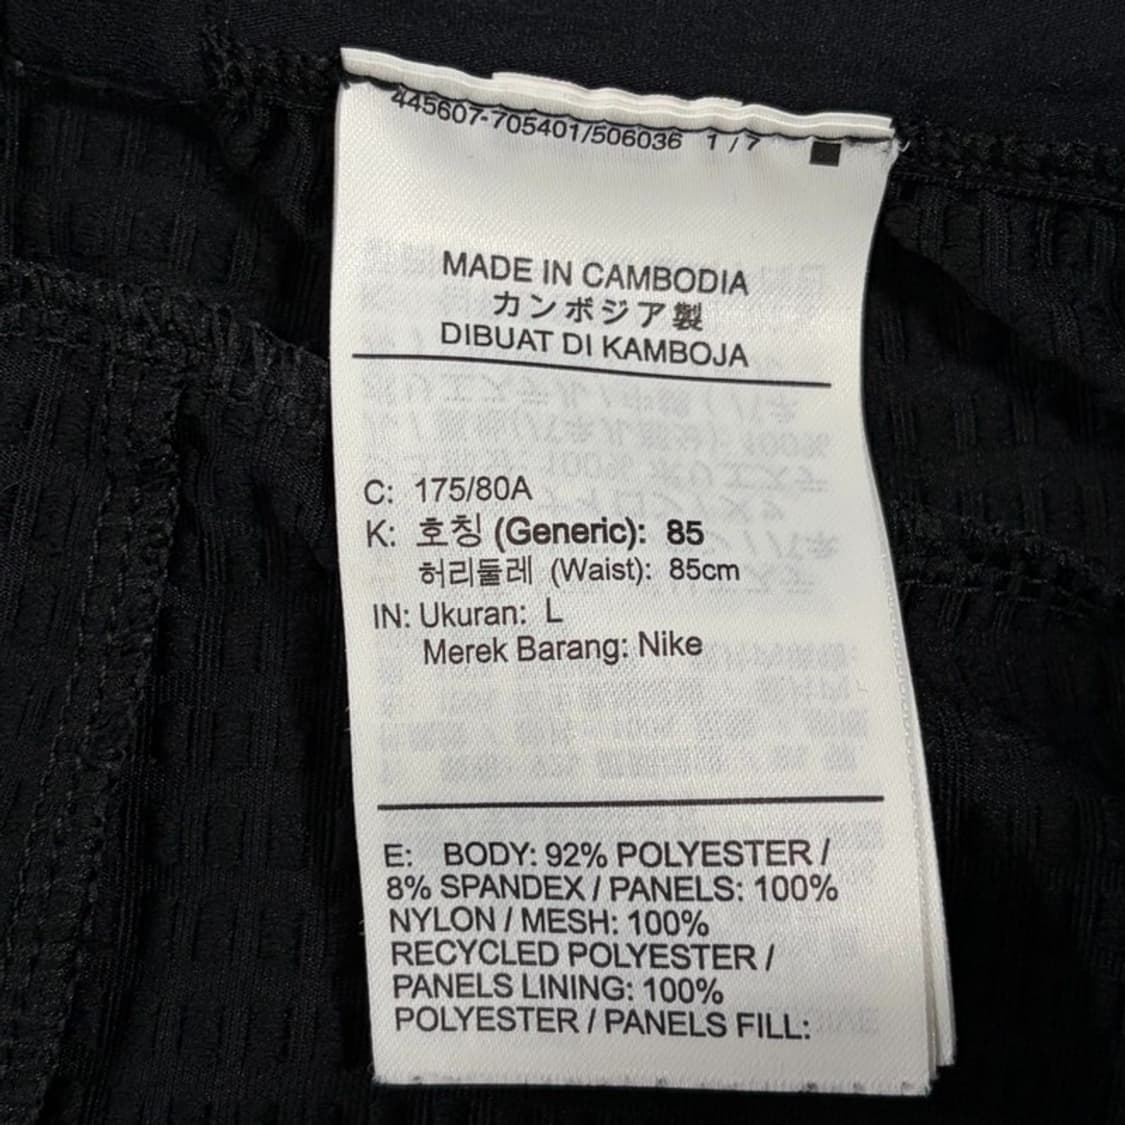 445607-705401/506036 1 / 7
MADE IN CAMBODIA
カンボジア製
DIBUAT DI KAMBOJA
C: 175/80A
K: 호칭 (Generic): 85
허리둘레 (Waist): 85cm
IN: Ukuran: L
Merek Barang: Nike
E: BODY: 92% POLYESTER /
8% SPANDEX / PANELS: 100%
NYLON / MESH: 100%
RECYCLED POLYESTER /
PANELS LINING: 100%
POLYESTER / PANELS FILL: